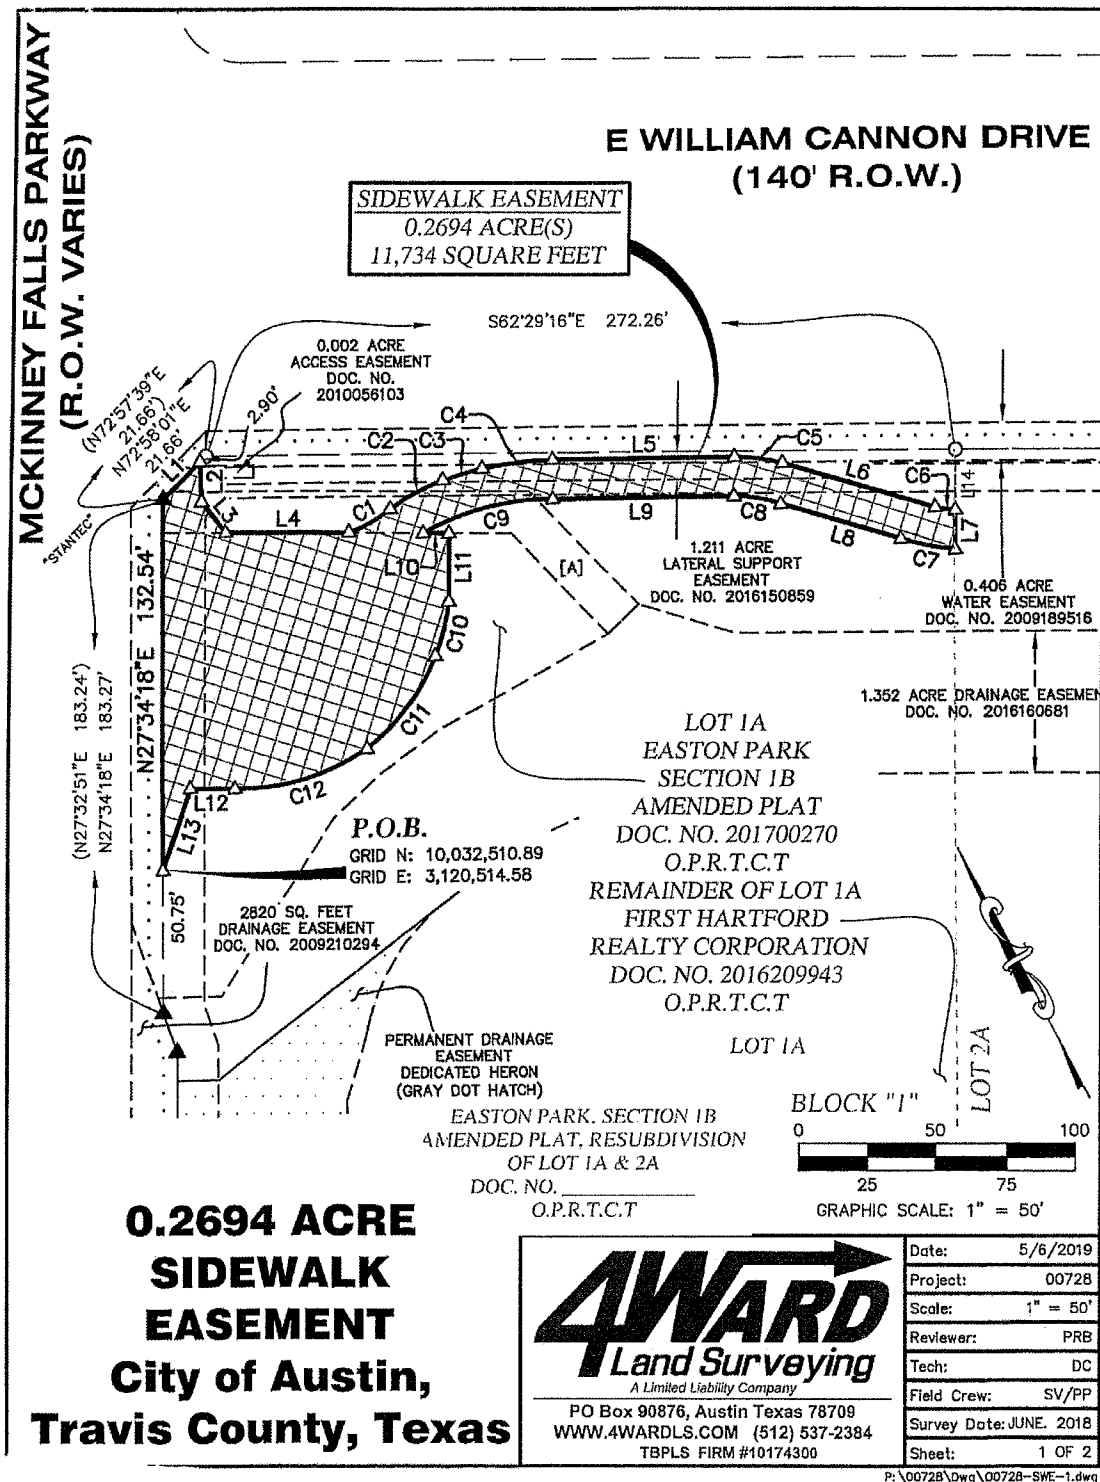 MCKINNEY FALLS PARKWAY
(R.O.W. VARIES)
E WILLIAM CANNON DRIVE
(140' R.O.W.)
SIDEWALK EASEMENT
0.2694 ACRE(S)
11,734 SQUARE FEET
S62°29'16"E 272.26'
0.002 ACRE
ACCESS EASEMENT
DOC. NO.
2010056103
(N72°57'39"E
21.66')
N72°58'01"E
21.66'
2.90'
L1
L2
L3
L4
C1
C2
C3
C4
L5
C5
L6
C6
L14
L7
C7
L8
C8
L9
C9
L10
L11
C10
C11
C12
L12
L13
"STANTEC"
N27°34'18"E 132.54'
(N27°32'51"E 183.24')
N27°34'18"E 183.27'
[A]
1.211 ACRE
LATERAL SUPPORT
EASEMENT
DOC. NO. 2016150859
0.406 ACRE
WATER EASEMENT
DOC. NO. 2009189516
1.352 ACRE DRAINAGE EASEMEN
DOC. NO. 2016160681
LOT 1A
EASTON PARK
SECTION 1B
AMENDED PLAT
DOC. NO. 201700270
O.P.R.T.C.T
REMAINDER OF LOT 1A
FIRST HARTFORD
REALTY CORPORATION
DOC. NO. 2016209943
O.P.R.T.C.T
P.O.B.
GRID N: 10,032,510.89
GRID E: 3,120,514.58
50.75'
2820 SQ. FEET
DRAINAGE EASEMENT
DOC. NO. 2009210294
PERMANENT DRAINAGE
EASEMENT
DEDICATED HERON
(GRAY DOT HATCH)
LOT 1A
LOT 2A
BLOCK "1"
EASTON PARK, SECTION 1B
AMENDED PLAT, RESUBDIVISION
OF LOT 1A & 2A
DOC. NO. ____________
O.P.R.T.C.T
0 50 100
25 75
GRAPHIC SCALE: 1" = 50'
0.2694 ACRE
SIDEWALK
EASEMENT
City of Austin,
Travis County, Texas
4WARD
Land Surveying
A Limited Liability Company
PO Box 90876, Austin Texas 78709
WWW.4WARDLS.COM (512) 537-2384
TBPLS FIRM #10174300
Date: 5/6/2019
Project: 00728
Scale: 1" = 50'
Reviewer: PRB
Tech: DC
Field Crew: SV/PP
Survey Date: JUNE. 2018
Sheet: 1 OF 2
P:\00728\Dwg\00728-SWE-1.dwg